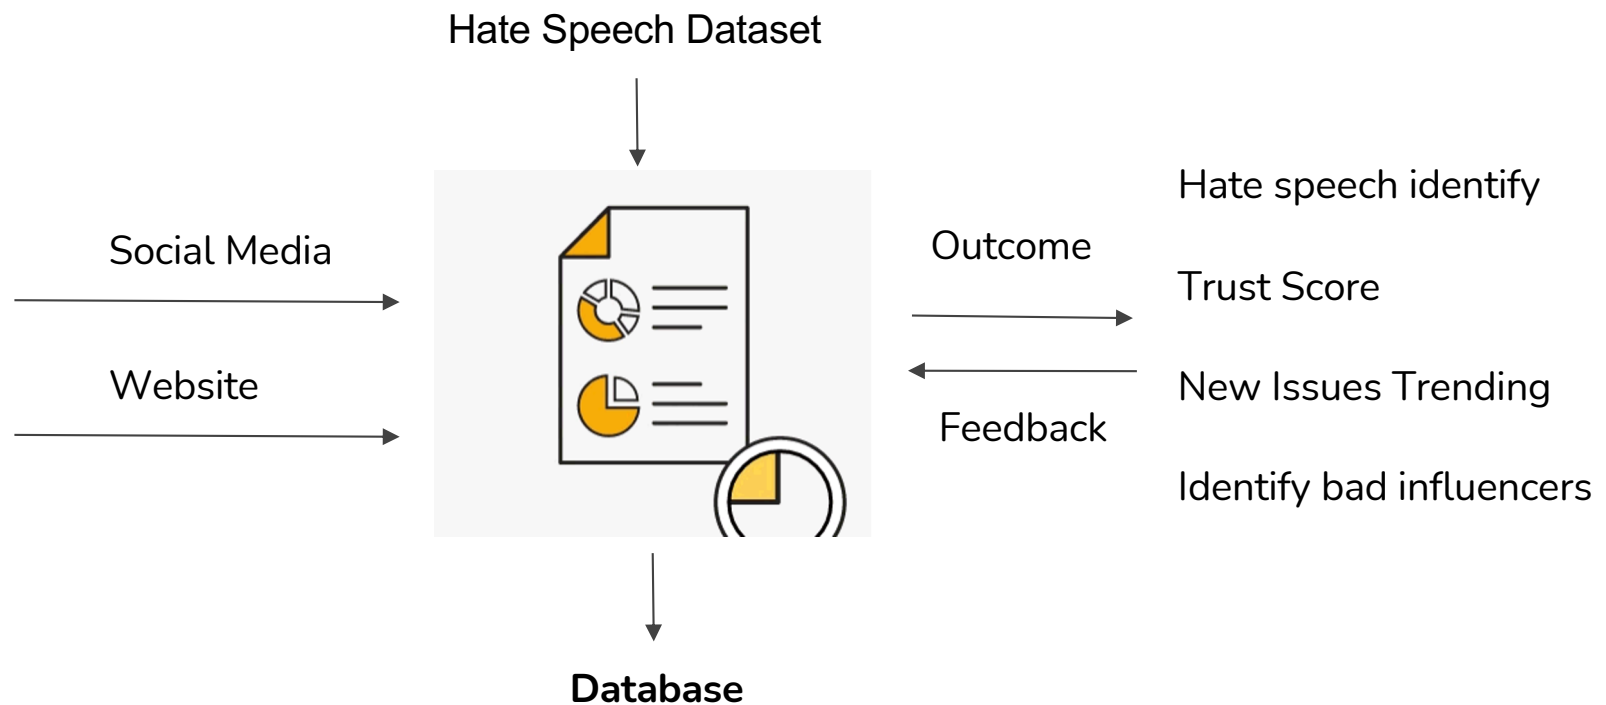 Hate Speech Dataset
Social Media
Website
Outcome
Feedback
Hate speech identify
Trust Score
New Issues Trending
Identify bad influencers
Database